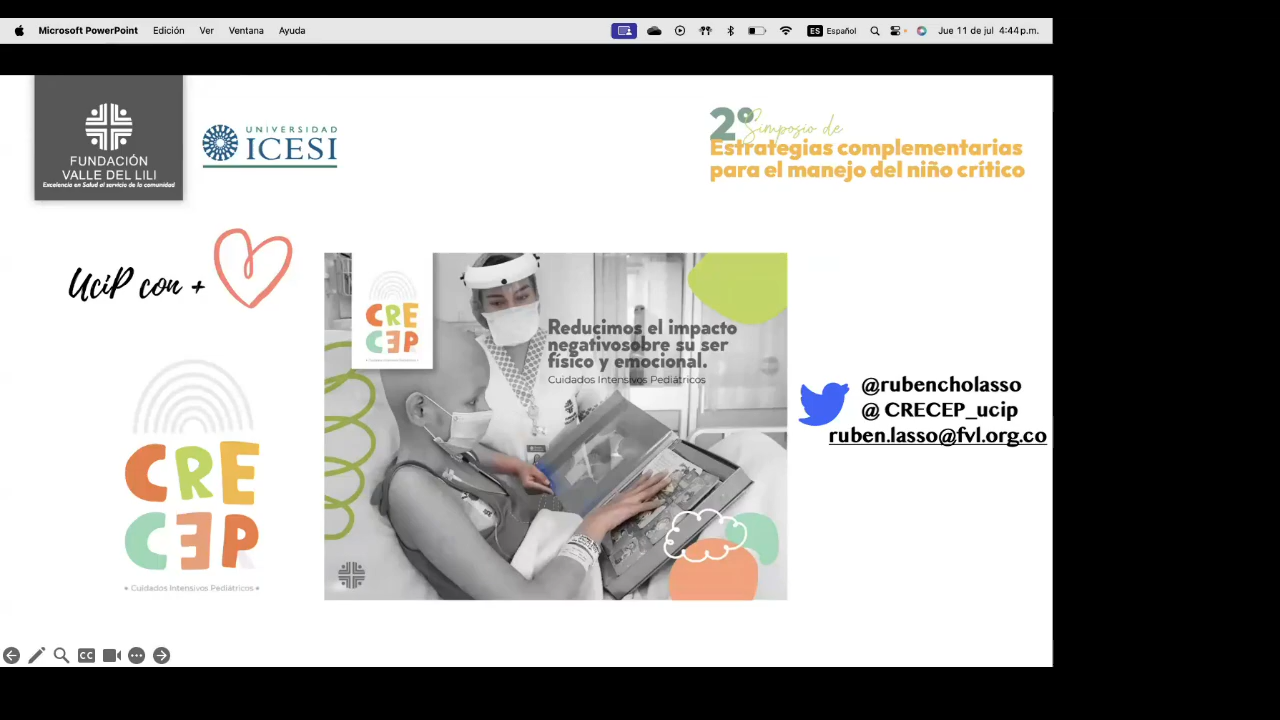 Microsoft PowerPoint Edición Ver Ventana Ayuda
ES Español Jue 11 de jul 4:44 p.m.
FUNDACIÓN
VALLE DEL LILI
Excelencia en Salud al servicio de la comunidad
UNIVERSIDAD
ICESI
2° Simposio de
Estrategias complementarias
para el manejo del niño crítico
UciP con +
CRE
CEP
Cuidados Intensivos Pediátricos
CRE
CEP
Reducimos el impacto
negativosobre su ser
físico y emocional.
Cuidados Intensivos Pediátricos
@rubencholasso
@ CRECEP_ucip
ruben.lasso@fvl.org.co
CC